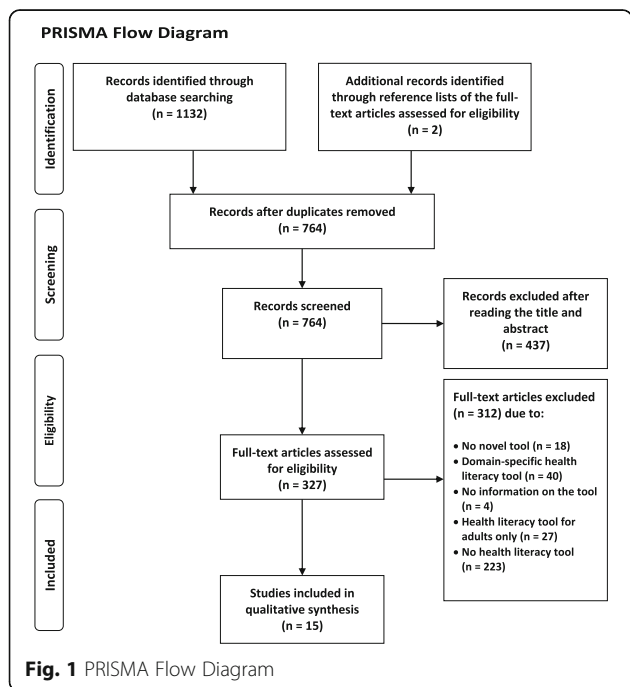 PRISMA Flow Diagram
Identification
Records identified through
database searching
(n = 1132)
Additional records identified
through reference lists of the full-
text articles assessed for eligibility
(n = 2)
Records after duplicates removed
(n = 764)
Screening
Records screened
(n = 764)
Records excluded after
reading the title and
abstract
(n = 437)
Eligibility
Full-text articles assessed
for eligibility
(n = 327)
Full-text articles excluded
(n = 312) due to:
• No novel tool (n = 18)
• Domain-specific health
literacy tool (n = 40)
• No information on the tool
(n = 4)
• Health literacy tool for
adults only (n = 27)
• No health literacy tool
(n = 223)
Included
Studies included in
qualitative synthesis
(n = 15)
Fig. 1 PRISMA Flow Diagram